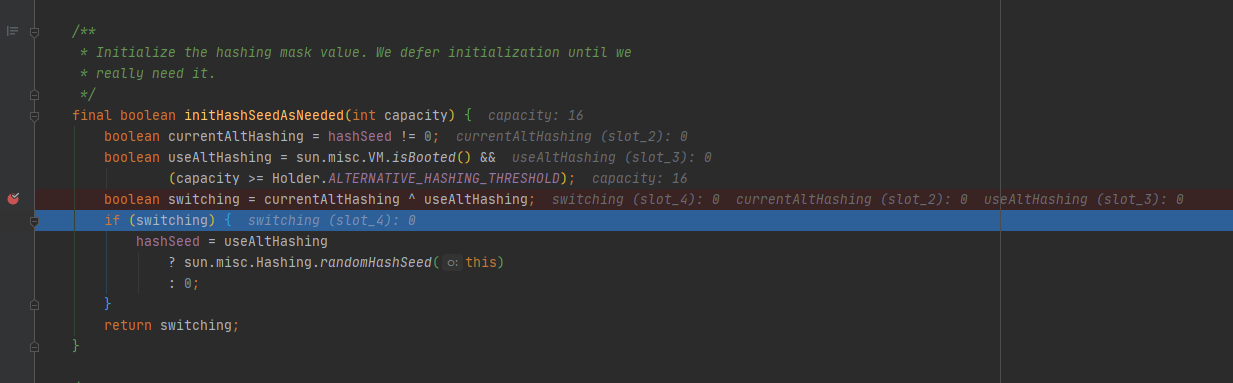 /**
* Initialize the hashing mask value. We defer initialization until we
* really need it.
*/
final boolean initHashSeedAsNeeded(int capacity) {  capacity: 16
boolean currentAltHashing = hashSeed != 0;  currentAltHashing (slot_2): 0
boolean useAltHashing = sun.misc.VM.isBooted() &&  useAltHashing (slot_3): 0
(capacity >= Holder.ALTERNATIVE_HASHING_THRESHOLD);  capacity: 16
boolean switching = currentAltHashing ^ useAltHashing;  switching (slot_4): 0  currentAltHashing (slot_2): 0  useAltHashing (slot_3): 0
if (switching) {  switching (slot_4): 0
hashSeed = useAltHashing
? sun.misc.Hashing.randomHashSeed( o: this)
: 0;
}
return switching;
}